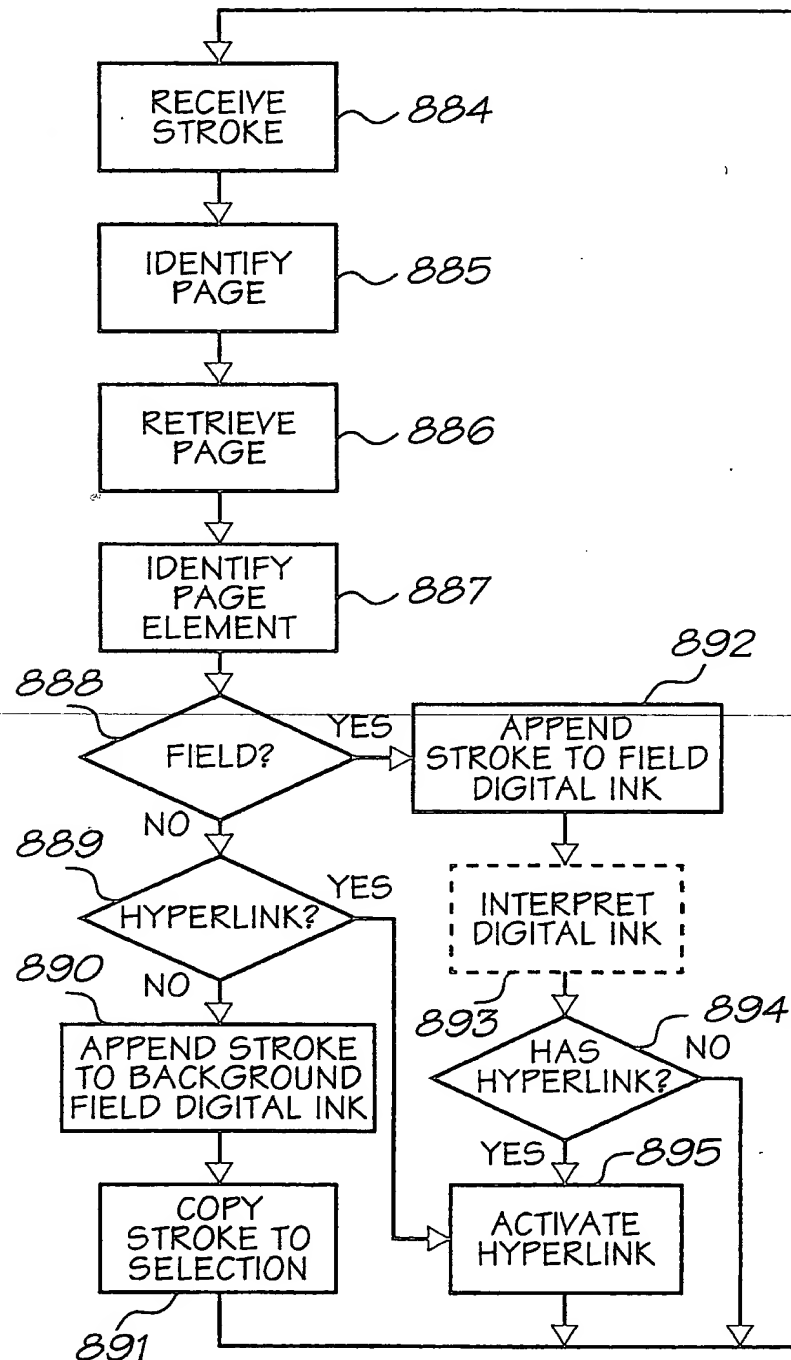 RECEIVE
STROKE
884
IDENTIFY
PAGE
885
RETRIEVE
PAGE
886
IDENTIFY
PAGE
ELEMENT
887
888
FIELD?
YES
NO
892
APPEND
STROKE TO FIELD
DIGITAL INK
889
HYPERLINK?
YES
NO
INTERPRET
DIGITAL INK
893
890
APPEND STROKE
TO BACKGROUND
FIELD DIGITAL INK
894
HAS
HYPERLINK?
NO
YES
COPY
STROKE TO
SELECTION
891
895
ACTIVATE
HYPERLINK